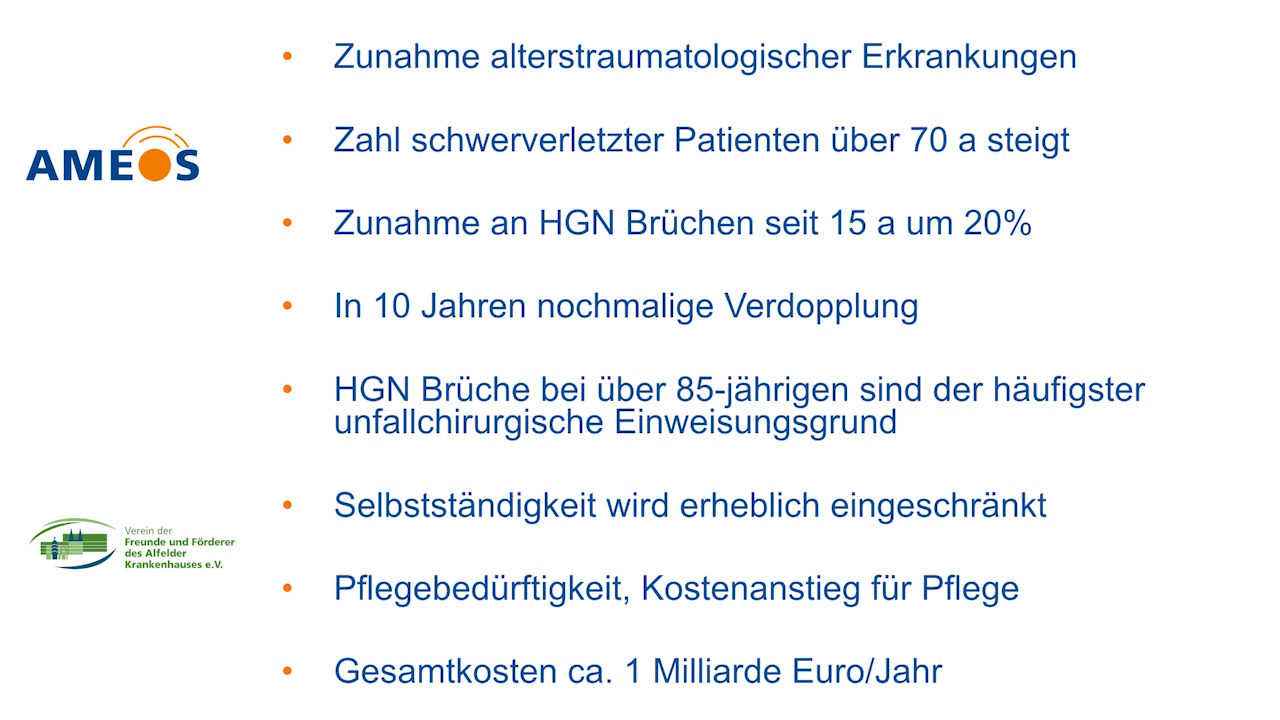 Zunahme alterstraumatologischer Erkrankungen
AMEOS
Zahl schwerverletzter Patienten über 70 a steigt
Zunahme an HGN Brüchen seit 15 a um 20%
In 10 Jahren nochmalige Verdopplung
HGN Brüche bei über 85-jährigen sind der häufigster
unfallchirurgische Einweisungsgrund
Selbstständigkeit wird erheblich eingeschränkt
Verein der
Freunde und Förderer
des Alfelder
Krankenhauses e.V.
Pflegebedürftigkeit, Kostenanstieg für Pflege
Gesamtkosten ca. 1 Milliarde Euro/Jahr